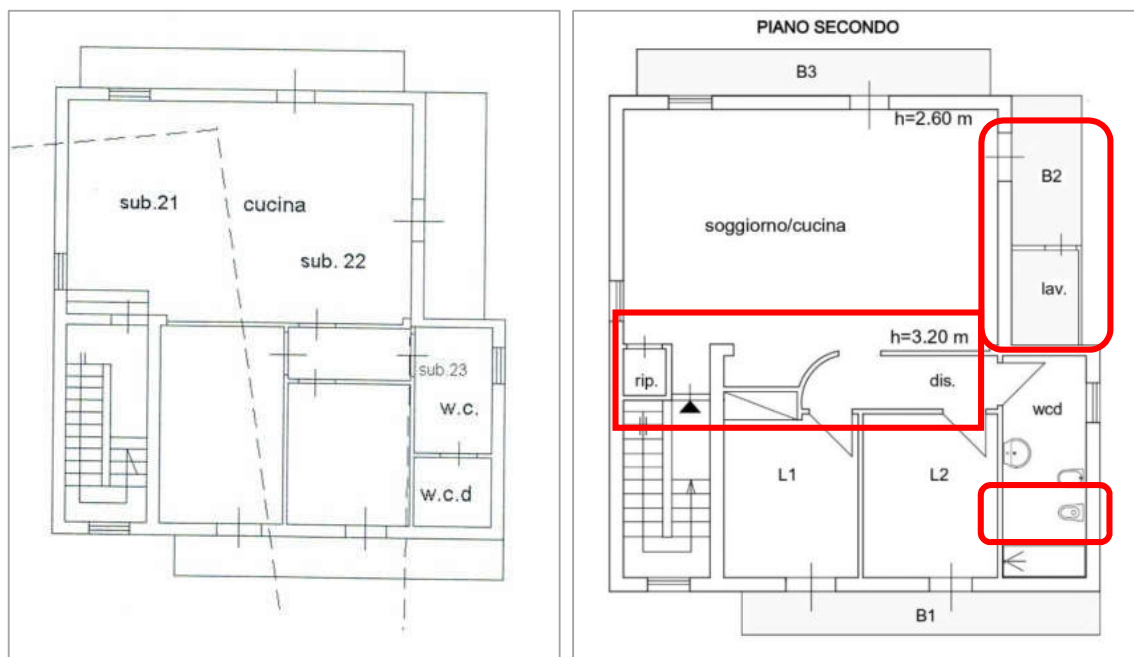 sub.21
cucina
sub. 22
sub.23
w.c.
w.c.d
PIANO SECONDO
B3
h=2.60 m
B2
soggiorno/cucina
lav.
h=3.20 m
rip.
dis.
wcd
L1
L2
B1